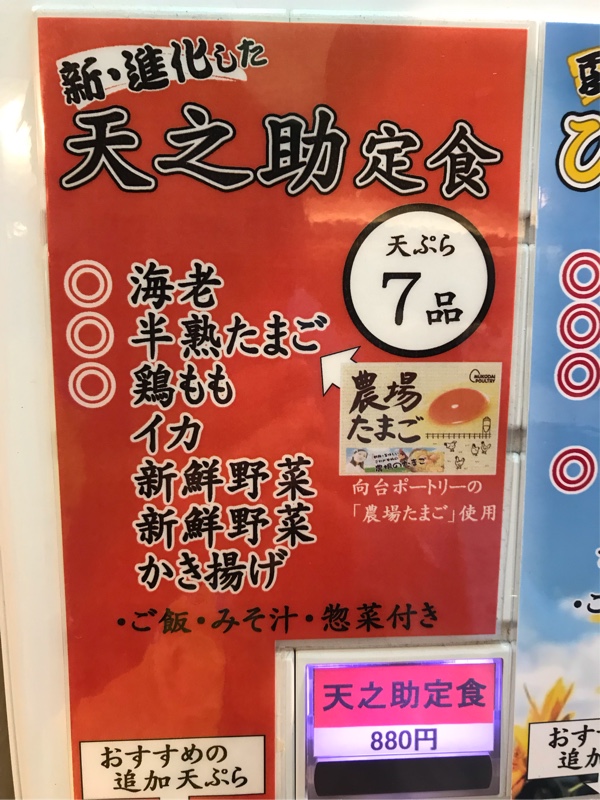 新・進化した
天之助定食
天ぷら
7品
◎海老
◎半熟たまご
◎鶏もも
イカ
新鮮野菜
新鮮野菜
かき揚げ
MUKODAI
POULTRY
農場
たまご
向台ポートリーの
「農場たまご」使用
・ご飯・みそ汁・惣菜付き
天之助定食
880円
おすすめの
追加天ぷら
ひ
おす
追加